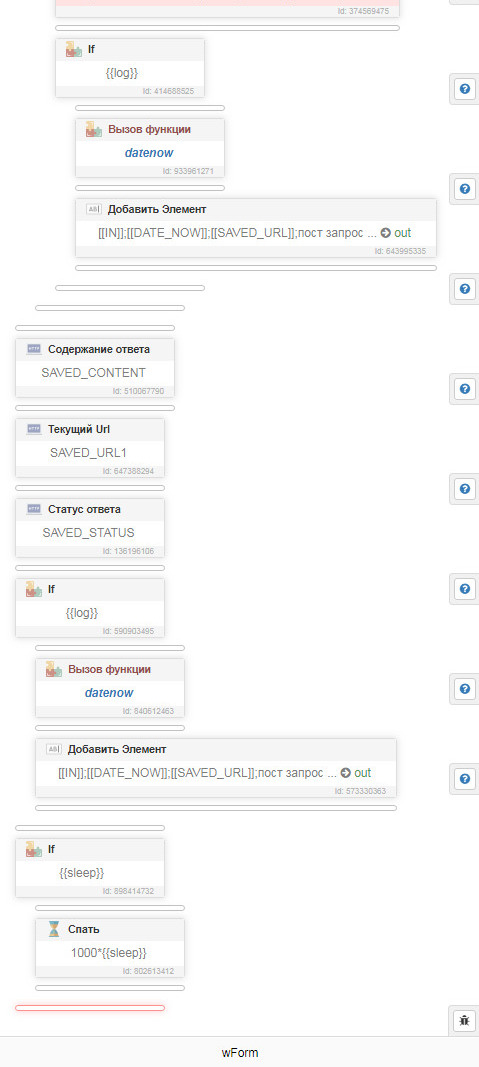 Id: 374569475
If
{{log}}
Id: 414688525
Вызов функции
datenow
Id: 933961271
Добавить Элемент
[[IN]];[[DATE_NOW]];[[SAVED_URL]];пост запрос ... out
Id: 643995335
Содержание ответа
SAVED_CONTENT
Id: 510067790
Текущий Url
SAVED_URL1
Id: 647388294
Статус ответа
SAVED_STATUS
Id: 136196106
If
{{log}}
Id: 590903495
Вызов функции
datenow
Id: 840612463
Добавить Элемент
[[IN]];[[DATE_NOW]];[[SAVED_URL]];пост запрос ... out
Id: 573330363
If
{{sleep}}
Id: 898414732
Спать
1000*{{sleep}}
Id: 802613412
wForm